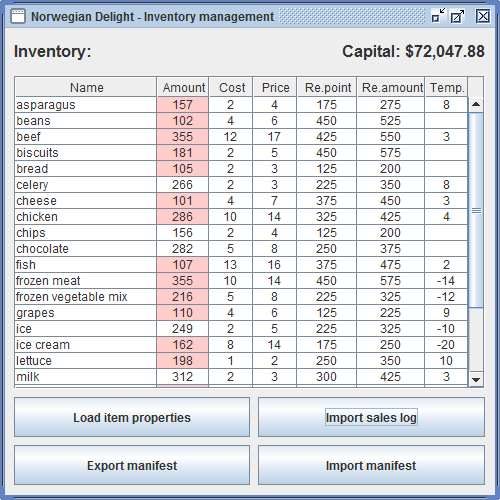 Norwegian Delight - Inventory management
Inventory: Capital: $72,047.88
Name Amount Cost Price Re.point Re.amount Temp.
asparagus 157 2 4 175 275 8
beans 102 4 6 450 525
beef 355 12 17 425 550 3
biscuits 181 2 5 450 575
bread 105 2 3 125 200
celery 266 2 3 225 350 8
cheese 101 4 7 375 450 3
chicken 286 10 14 325 425 4
chips 156 2 4 125 200
chocolate 282 5 8 250 375
fish 107 13 16 375 475 2
frozen meat 355 10 14 450 575 -14
frozen vegetable mix 216 5 8 225 325 -12
grapes 110 4 6 125 225 9
ice 249 2 5 225 325 -10
ice cream 162 8 14 175 250 -20
lettuce 198 1 2 250 350 10
milk 312 2 3 300 425 3
Load item properties Import sales log
Export manifest Import manifest